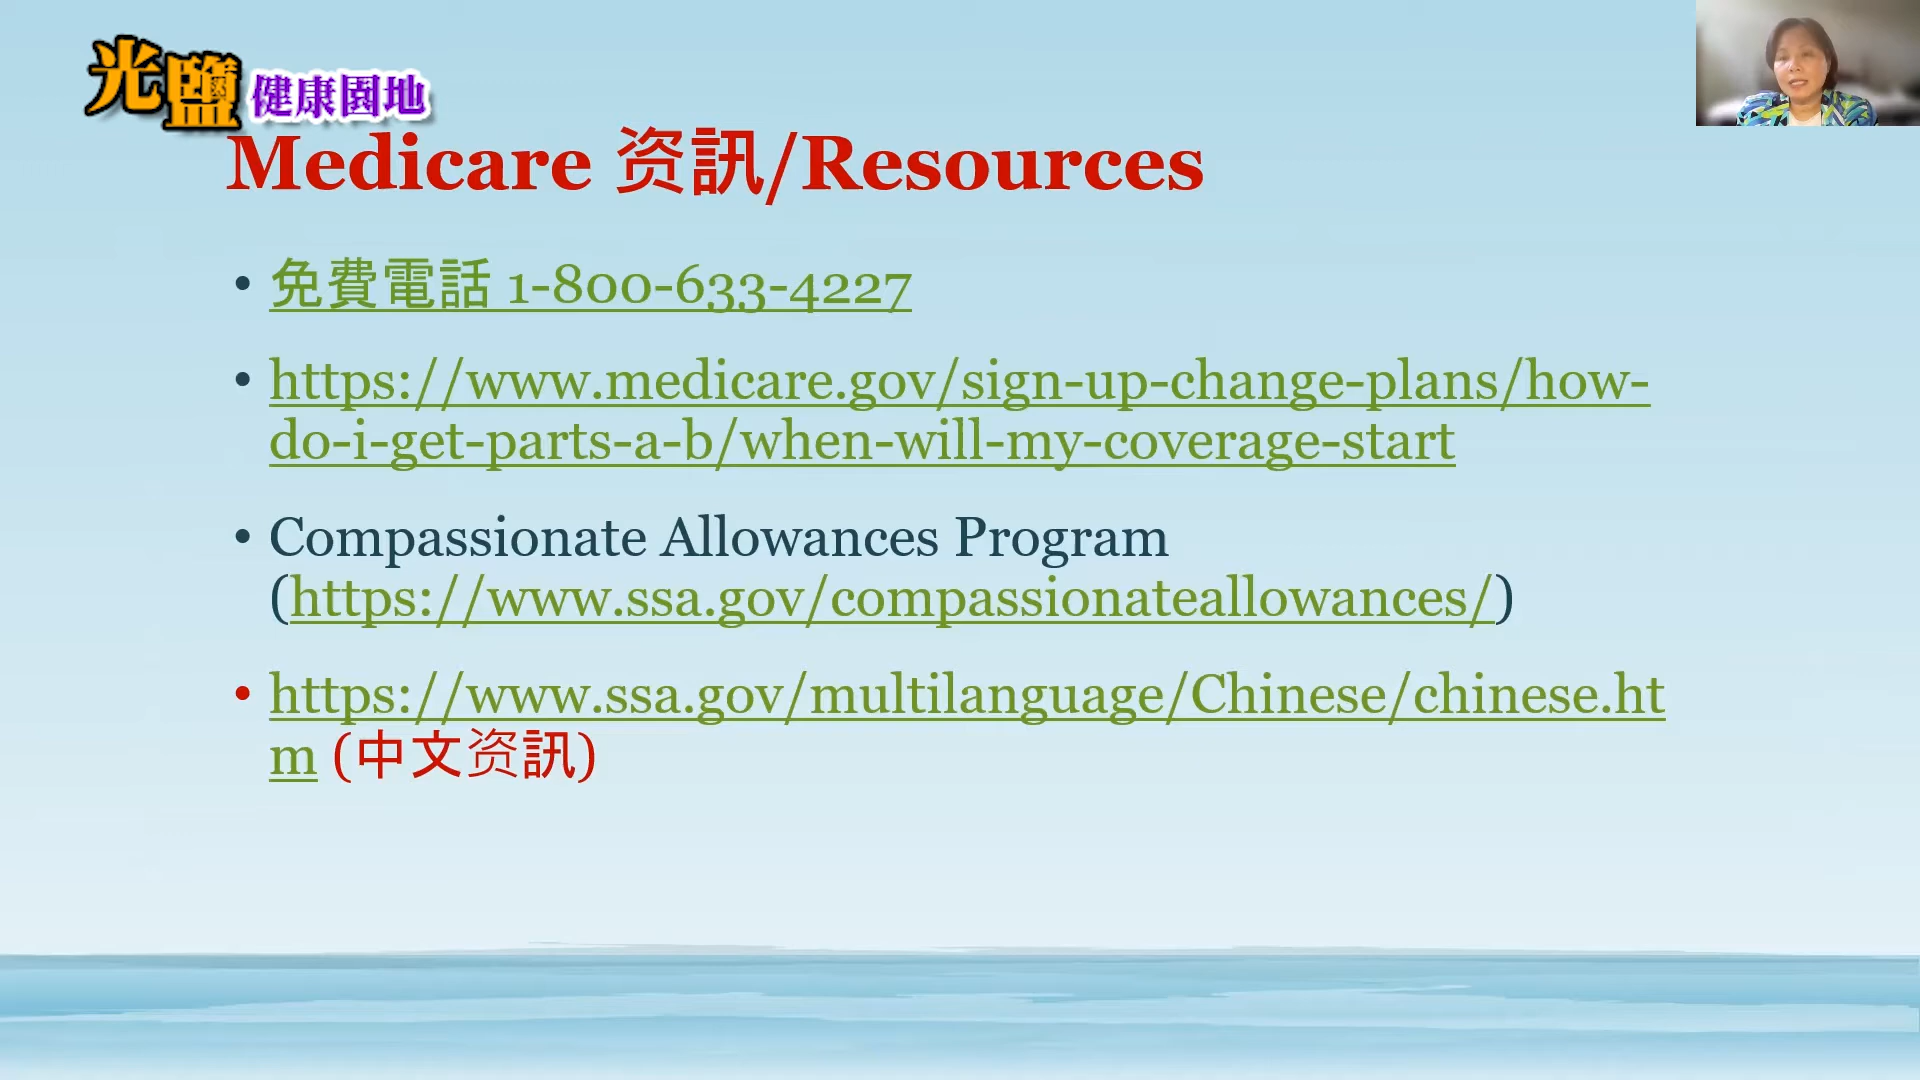 光鹽健康園地
Medicare 资訊/Resources
• 免費電話 1-800-633-4227
• https://www.medicare.gov/sign-up-change-plans/how-
do-i-get-parts-a-b/when-will-my-coverage-start
• Compassionate Allowances Program
(https://www.ssa.gov/compassionateallowances/)
• https://www.ssa.gov/multilanguage/Chinese/chinese.ht
m (中文资訊)